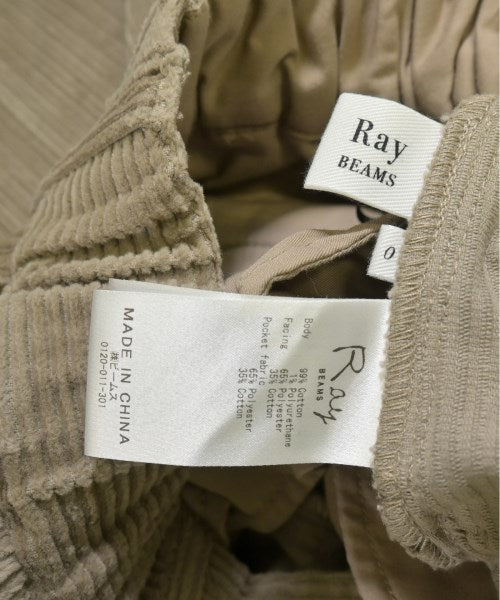 Ray
BEAMS
0
Ray
BEAMS
Body 99% Cotton
1% Polyurethane
Facing 65% Polyester
35% Cotton
Pocket fabric 65% Polyester
35% Cotton
MADE IN CHINA
㈱ビームス
0120-011-301